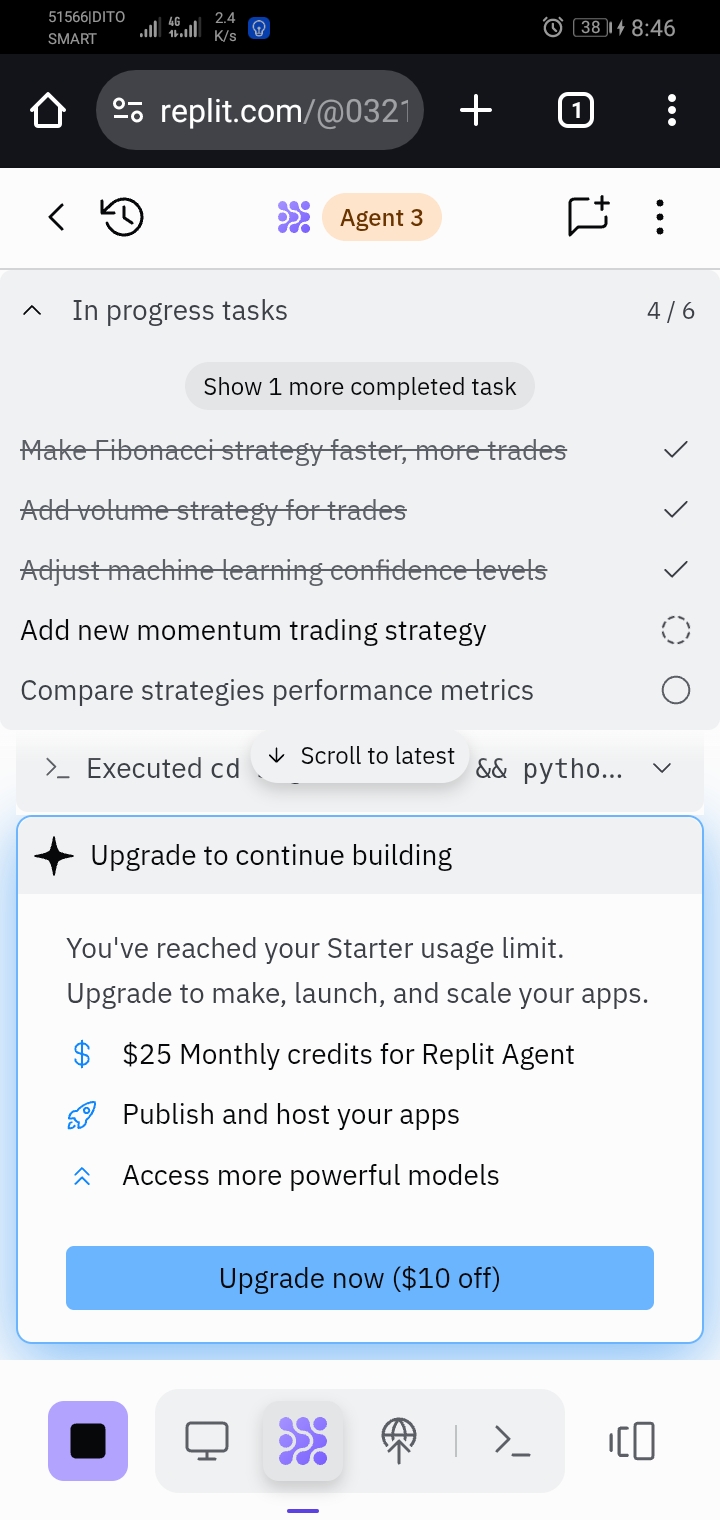 51566|DITO
SMART
4G
2.4
K/s
38
8:46
replit.com/@0321
1
Agent 3
In progress tasks
4 / 6
Show 1 more completed task
Make Fibonacci strategy faster, more trades
Add volume strategy for trades
Adjust machine learning confidence levels
Add new momentum trading strategy
Compare strategies performance metrics
Executed cd && pytho...
Scroll to latest
Upgrade to continue building
You've reached your Starter usage limit.
Upgrade to make, launch, and scale your apps.
$ $25 Monthly credits for Replit Agent
Publish and host your apps
Access more powerful models
Upgrade now ($10 off)